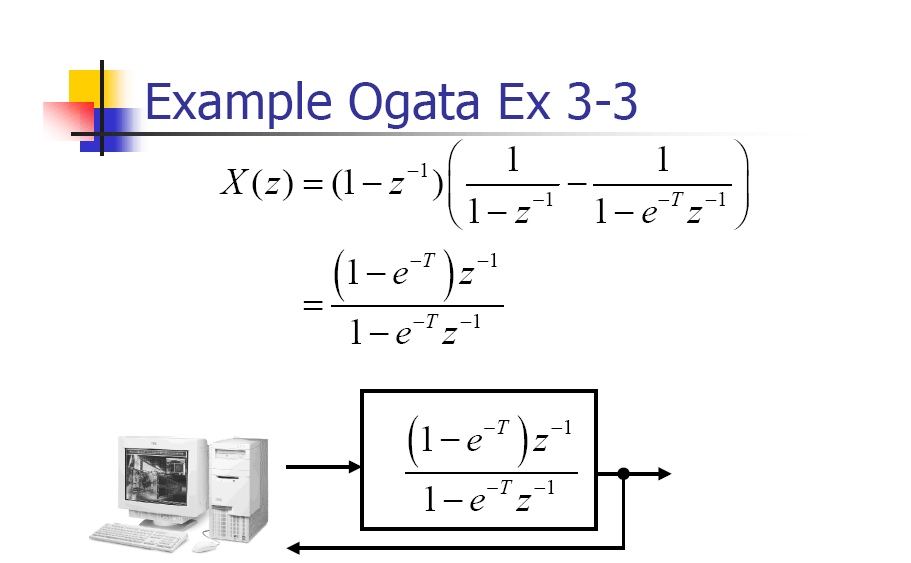 Example Ogata Ex 3-3
X(z) = (1 − z⁻¹) ( 1 / (1 − z⁻¹) − 1 / (1 − e^−T z⁻¹) )
= (1 − e^−T) z⁻¹ / (1 − e^−T z⁻¹)
(1 − e^−T) z⁻¹ / (1 − e^−T z⁻¹)